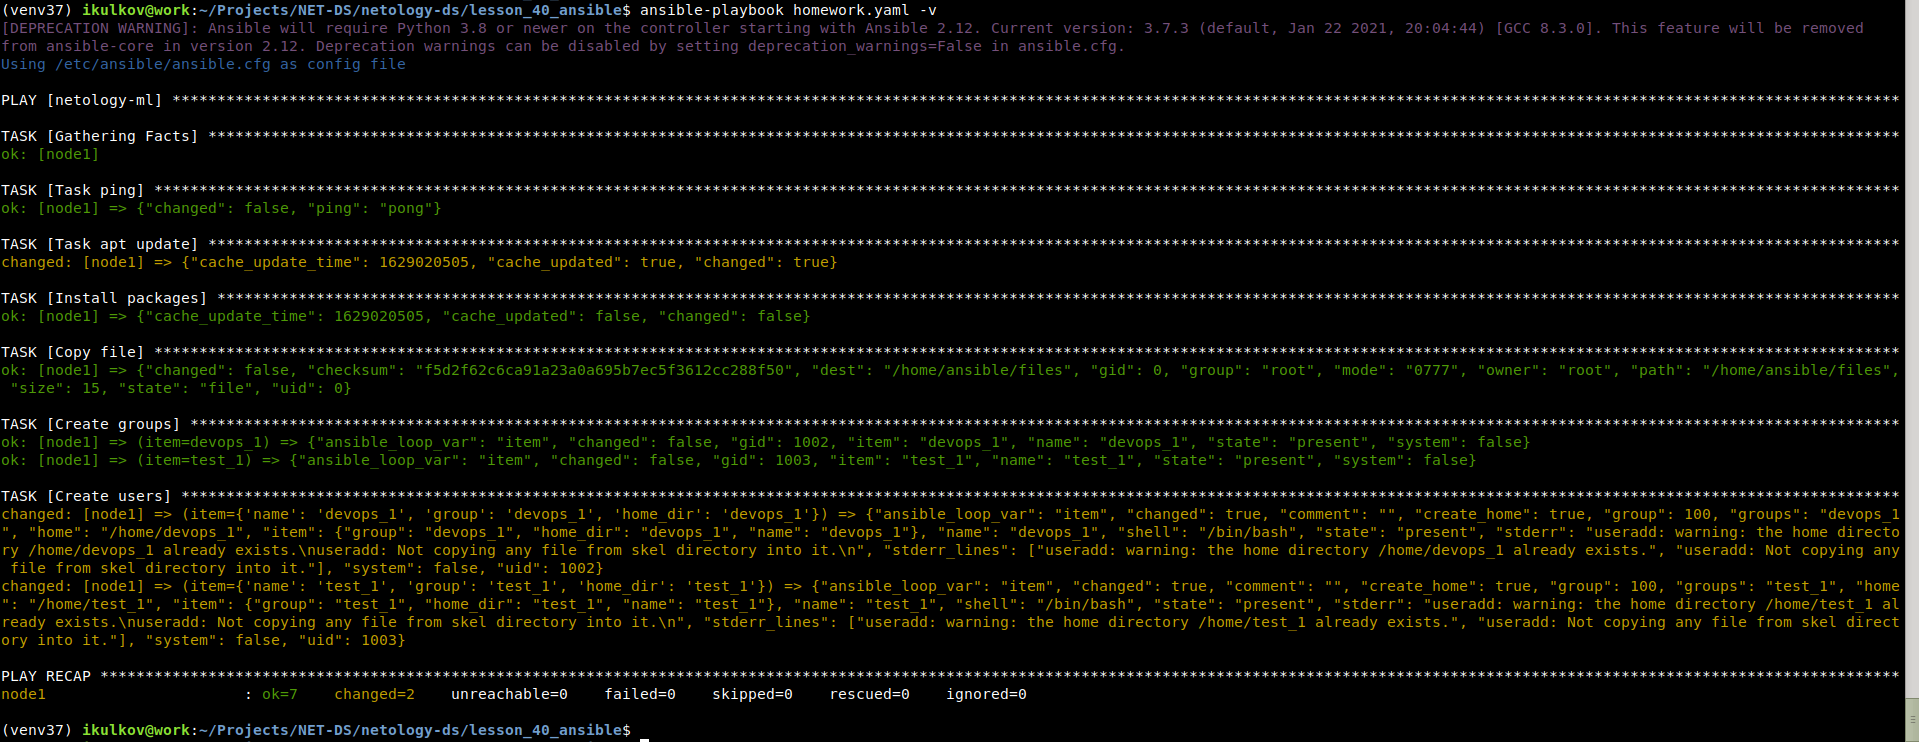 (venv37) ikulkov@work:~/Projects/NET-DS/netology-ds/lesson_40_ansible$ ansible-playbook homework.yaml -v
[DEPRECATION WARNING]: Ansible will require Python 3.8 or newer on the controller starting with Ansible 2.12. Current version: 3.7.3 (default, Jan 22 2021, 20:04:44) [GCC 8.3.0]. This feature will be removed
from ansible-core in version 2.12. Deprecation warnings can be disabled by setting deprecation_warnings=False in ansible.cfg.
Using /etc/ansible/ansible.cfg as config file
PLAY [netology-ml] ************************************************************************************************************************************************************************************************
TASK [Gathering Facts] ********************************************************************************************************************************************************************************************
ok: [node1]
TASK [Task ping] **************************************************************************************************************************************************************************************************
ok: [node1] => {"changed": false, "ping": "pong"}
TASK [Task apt update] ********************************************************************************************************************************************************************************************
changed: [node1] => {"cache_update_time": 1629020505, "cache_updated": true, "changed": true}
TASK [Install packages] *******************************************************************************************************************************************************************************************
ok: [node1] => {"cache_update_time": 1629020505, "cache_updated": false, "changed": false}
TASK [Copy file] **************************************************************************************************************************************************************************************************
ok: [node1] => {"changed": false, "checksum": "f5d2f62c6ca91a23a0a695b7ec5f3612cc288f50", "dest": "/home/ansible/files", "gid": 0, "group": "root", "mode": "0777", "owner": "root", "path": "/home/ansible/files",
 "size": 15, "state": "file", "uid": 0}
TASK [Create groups] **********************************************************************************************************************************************************************************************
ok: [node1] => (item=devops_1) => {"ansible_loop_var": "item", "changed": false, "gid": 1002, "item": "devops_1", "name": "devops_1", "state": "present", "system": false}
ok: [node1] => (item=test_1) => {"ansible_loop_var": "item", "changed": false, "gid": 1003, "item": "test_1", "name": "test_1", "state": "present", "system": false}
TASK [Create users] ***********************************************************************************************************************************************************************************************
changed: [node1] => (item={'name': 'devops_1', 'group': 'devops_1', 'home_dir': 'devops_1'}) => {"ansible_loop_var": "item", "changed": true, "comment": "", "create_home": true, "group": 100, "groups": "devops_1
", "home": "/home/devops_1", "item": {"group": "devops_1", "home_dir": "devops_1", "name": "devops_1"}, "name": "devops_1", "shell": "/bin/bash", "state": "present", "stderr": "useradd: warning: the home directo
ry /home/devops_1 already exists.\nuseradd: Not copying any file from skel directory into it.\n", "stderr_lines": ["useradd: warning: the home directory /home/devops_1 already exists.", "useradd: Not copying any
 file from skel directory into it."], "system": false, "uid": 1002}
changed: [node1] => (item={'name': 'test_1', 'group': 'test_1', 'home_dir': 'test_1'}) => {"ansible_loop_var": "item", "changed": true, "comment": "", "create_home": true, "group": 100, "groups": "test_1", "home
": "/home/test_1", "item": {"group": "test_1", "home_dir": "test_1", "name": "test_1"}, "name": "test_1", "shell": "/bin/bash", "state": "present", "stderr": "useradd: warning: the home directory /home/test_1 al
ready exists.\nuseradd: Not copying any file from skel directory into it.\n", "stderr_lines": ["useradd: warning: the home directory /home/test_1 already exists.", "useradd: Not copying any file from skel direct
ory into it."], "system": false, "uid": 1003}
PLAY RECAP ********************************************************************************************************************************************************************************************************
node1                      : ok=7    changed=2    unreachable=0    failed=0    skipped=0    rescued=0    ignored=0
(venv37) ikulkov@work:~/Projects/NET-DS/netology-ds/lesson_40_ansible$